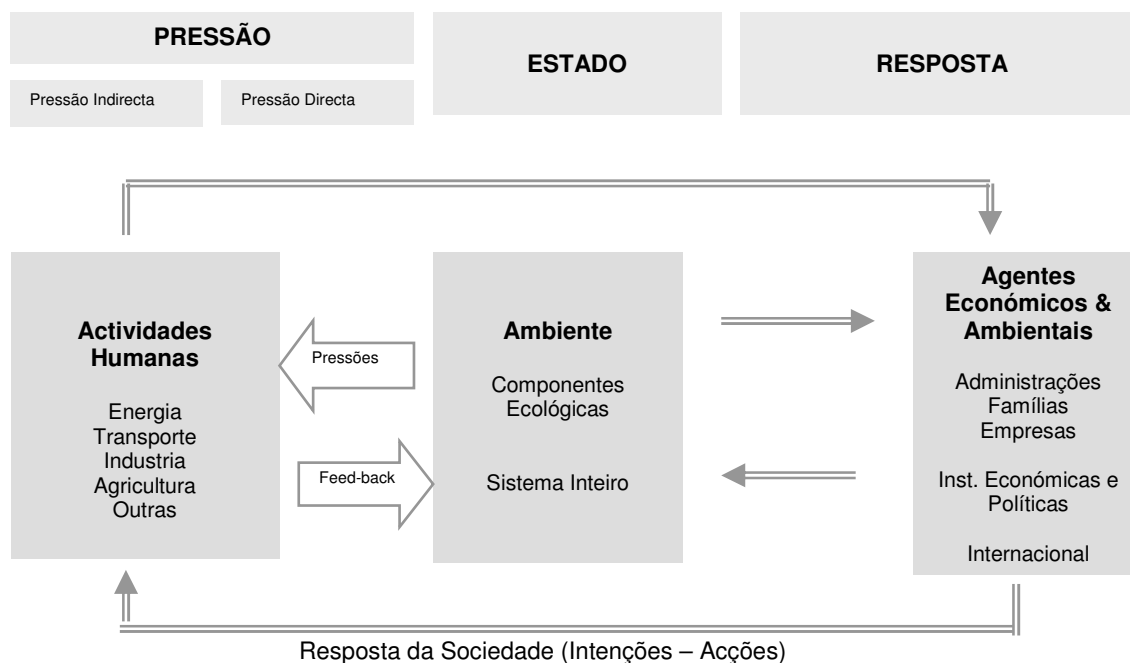 PRESSÃO
Pressão Indirecta
Pressão Directa
ESTADO
RESPOSTA
Actividades
Humanas
Energia
Transporte
Industria
Agricultura
Outras
Pressões
Feed-back
Ambiente
Componentes
Ecológicas
Sistema Inteiro
Agentes
Económicos &
Ambientais
Administrações
Famílias
Empresas
Inst. Económicas e
Políticas
Internacional
Resposta da Sociedade (Intenções – Acções)